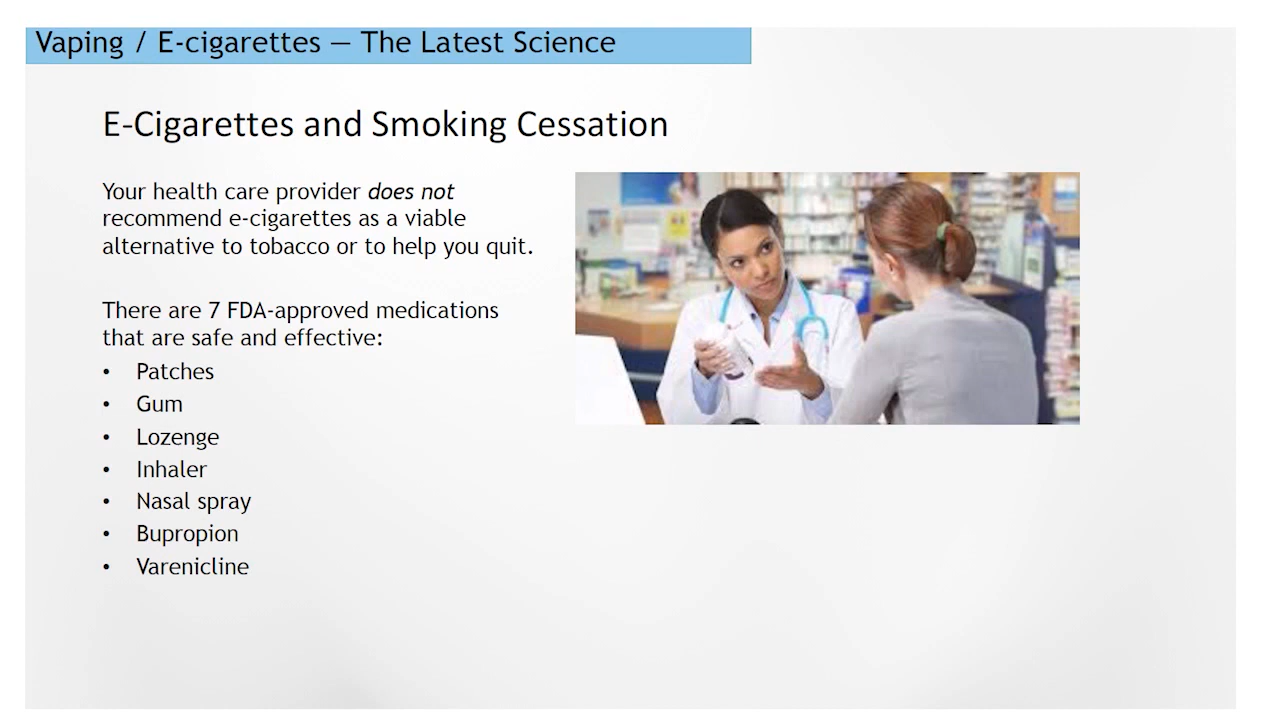 Vaping / E-cigarettes — The Latest Science
E-Cigarettes and Smoking Cessation
Your health care provider does not
recommend e-cigarettes as a viable
alternative to tobacco or to help you quit.
There are 7 FDA-approved medications
that are safe and effective:
• Patches
• Gum
• Lozenge
• Inhaler
• Nasal spray
• Bupropion
• Varenicline